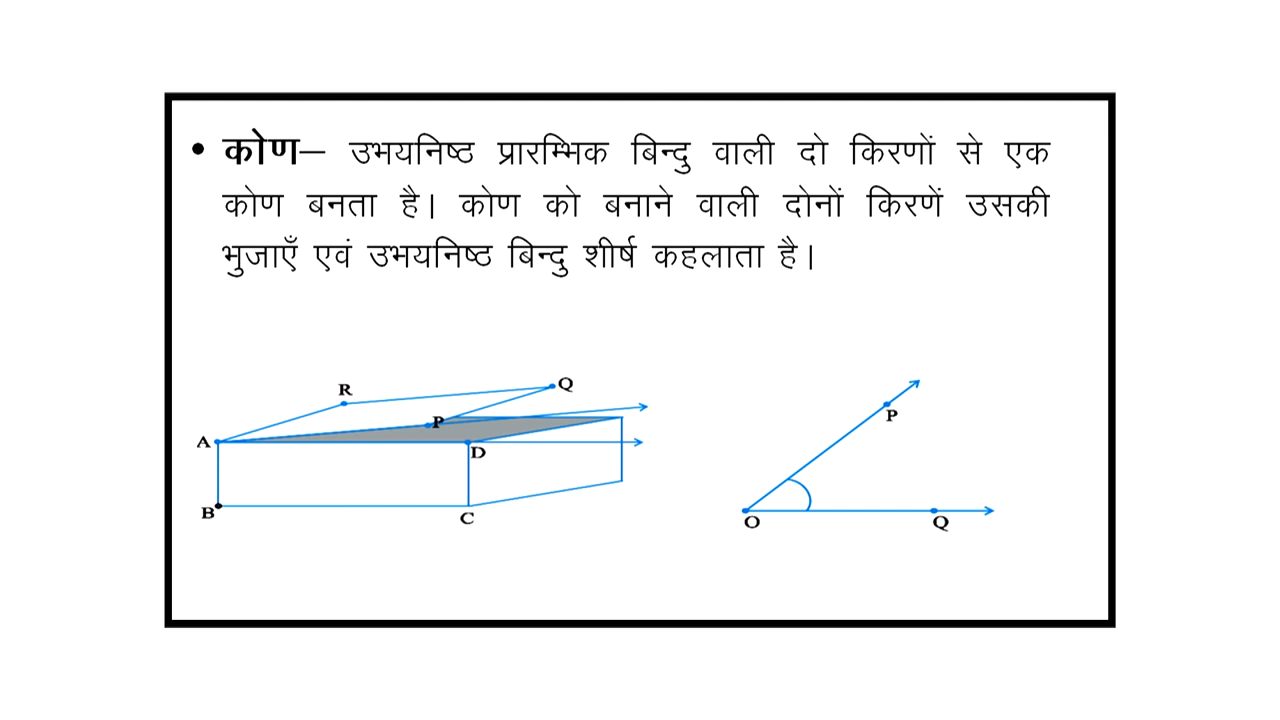 • कोण– उभयनिष्ठ प्रारम्भिक बिन्दु वाली दो किरणों से एक
कोण बनता है। कोण को बनाने वाली दोनों किरणें उसकी
भुजाएँ एवं उभयनिष्ठ बिन्दु शीर्ष कहलाता है।
R
Q
P
A
D
B
C
P
O
Q